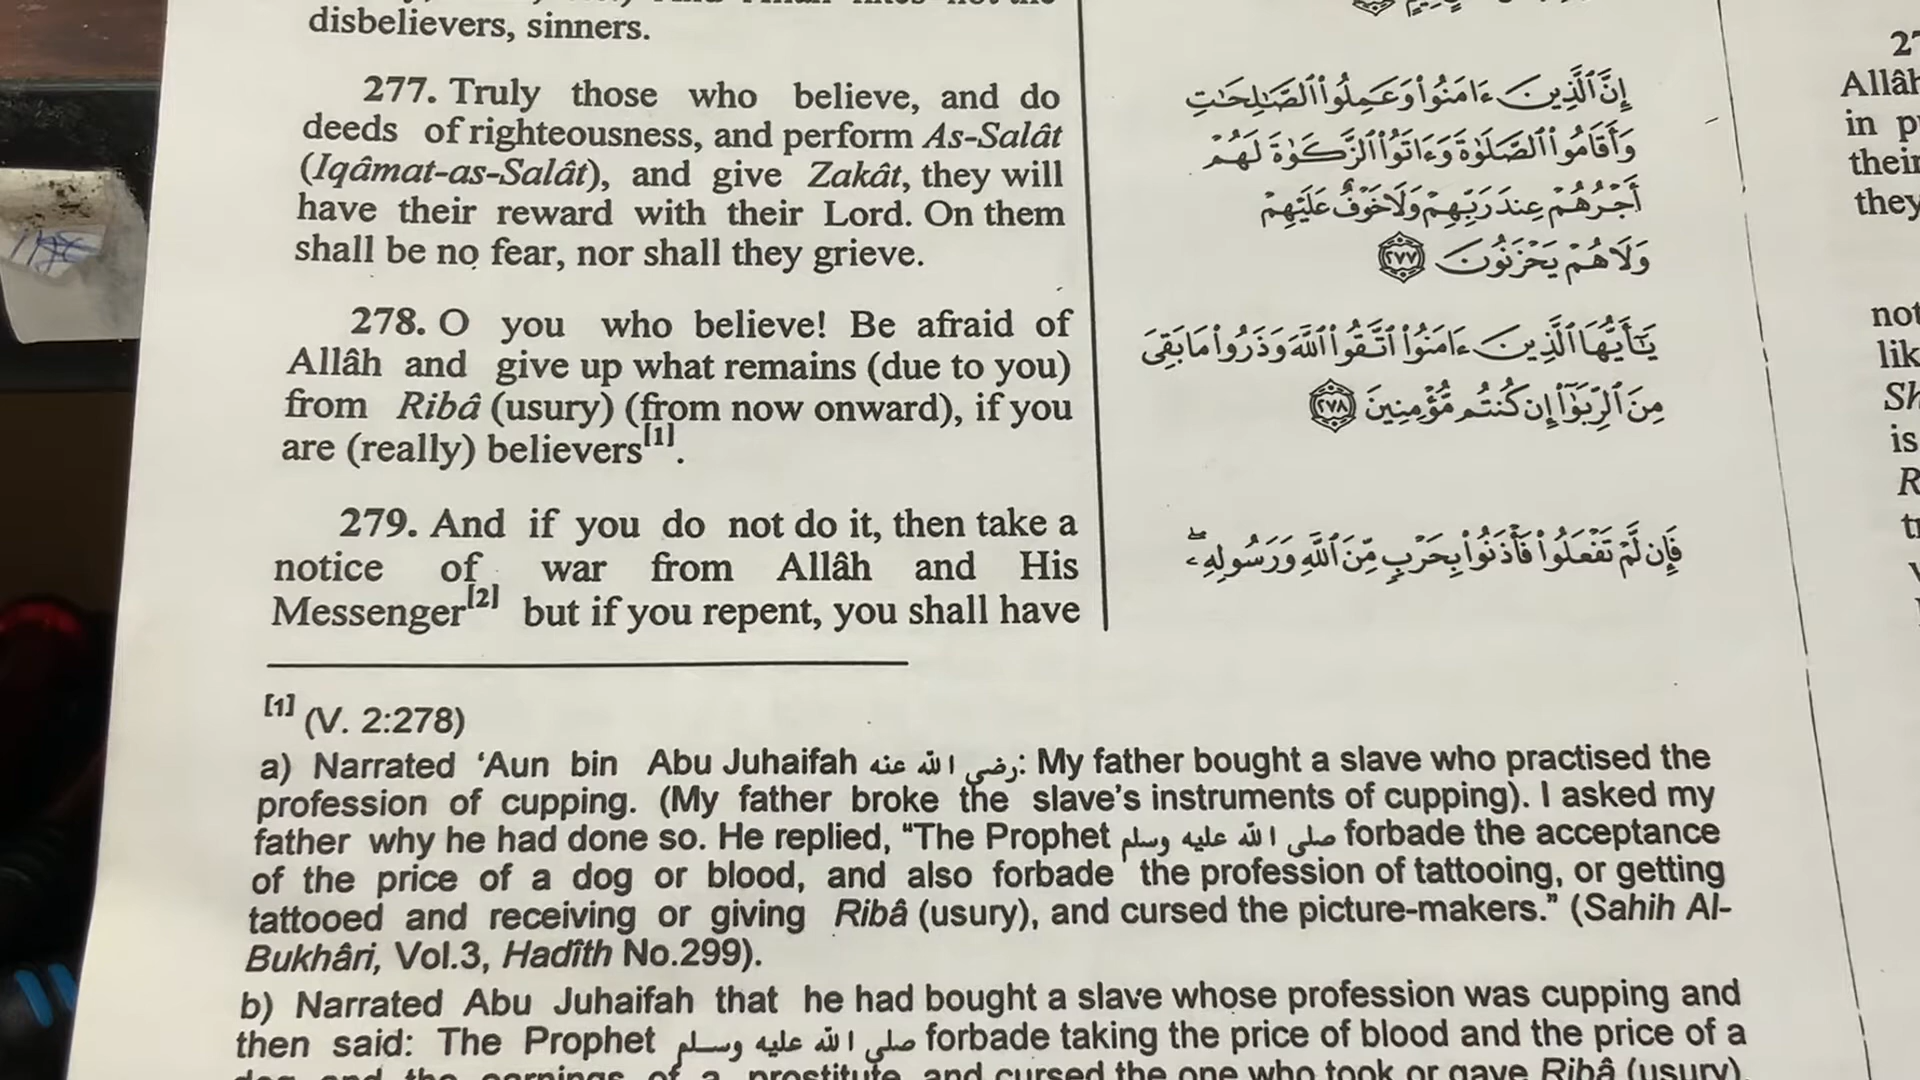 disbelievers, sinners.
277. Truly those who believe, and do
deeds of righteousness, and perform As-Salât
(Iqâmat-as-Salât), and give Zakât, they will
have their reward with their Lord. On them
shall be no fear, nor shall they grieve.
278. O you who believe! Be afraid of
Allâh and give up what remains (due to you)
from Ribâ (usury) (from now onward), if you
are (really) believers[1].
279. And if you do not do it, then take a
notice of war from Allâh and His
Messenger[2] but if you repent, you shall have
إِنَّ ٱلَّذِينَ ءَامَنُوا۟ وَعَمِلُوا۟ ٱلصَّـٰلِحَـٰتِ
وَأَقَامُوا۟ ٱلصَّلَوٰةَ وَءَاتَوُا۟ ٱلزَّكَوٰةَ لَهُمْ
أَجْرُهُمْ عِندَ رَبِّهِمْ وَلَا خَوْفٌ عَلَيْهِمْ
وَلَا هُمْ يَحْزَنُونَ ٢٧٧
يَـٰٓأَيُّهَا ٱلَّذِينَ ءَامَنُوا۟ ٱتَّقُوا۟ ٱللَّهَ وَذَرُوا۟ مَا بَقِىَ
مِنَ ٱلرِّبَوٰٓا۟ إِن كُنتُم مُّؤْمِنِينَ ٢٧٨
فَإِن لَّمْ تَفْعَلُوا۟ فَأْذَنُوا۟ بِحَرْبٍ مِّنَ ٱللَّهِ وَرَسُولِهِۦ ۖ
[1] (V. 2:278)
a) Narrated ‘Aun bin Abu Juhaifah رضي الله عنه: My father bought a slave who practised the
profession of cupping. (My father broke the slave’s instruments of cupping). I asked my
father why he had done so. He replied, “The Prophet صلى الله عليه وسلم forbade the acceptance
of the price of a dog or blood, and also forbade the profession of tattooing, or getting
tattooed and receiving or giving Ribâ (usury), and cursed the picture-makers.” (Sahih Al-
Bukhâri, Vol.3, Hadîth No.299).
b) Narrated Abu Juhaifah that he had bought a slave whose profession was cupping and
then said: The Prophet صلى الله عليه وسلم forbade taking the price of blood and the price of a
dog and the earnings of a prostitute, and cursed the one who took or gave Ribâ (usury),
Allâh
in
their
they
not
is